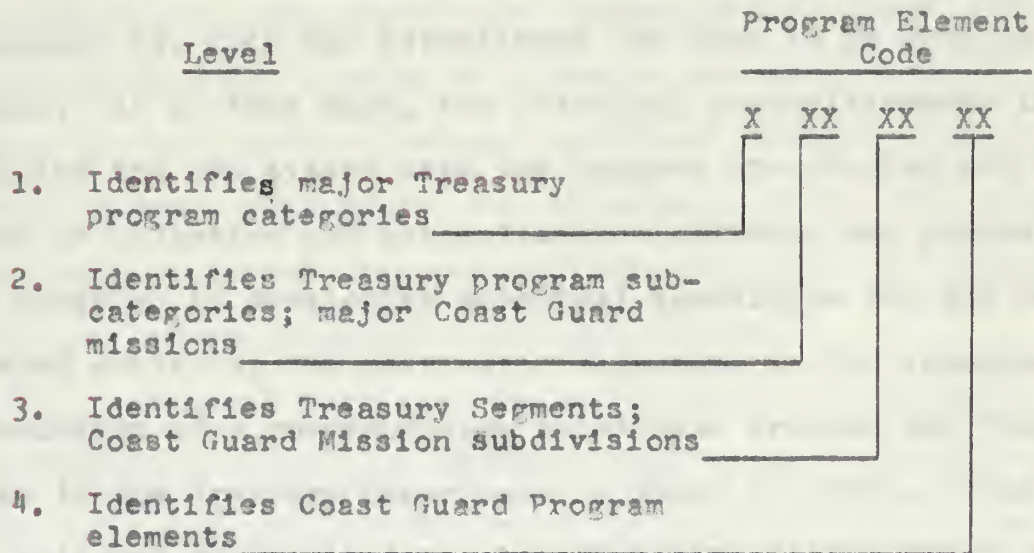 Program Element
Level Code
X XX XX XX
1. Identifies major Treasury
program categories
2. Identifies Treasury program sub-
categories; major Coast Guard
missions
3. Identifies Treasury Segments;
Coast Guard Mission subdivisions
4. Identifies Coast Guard Program
elements